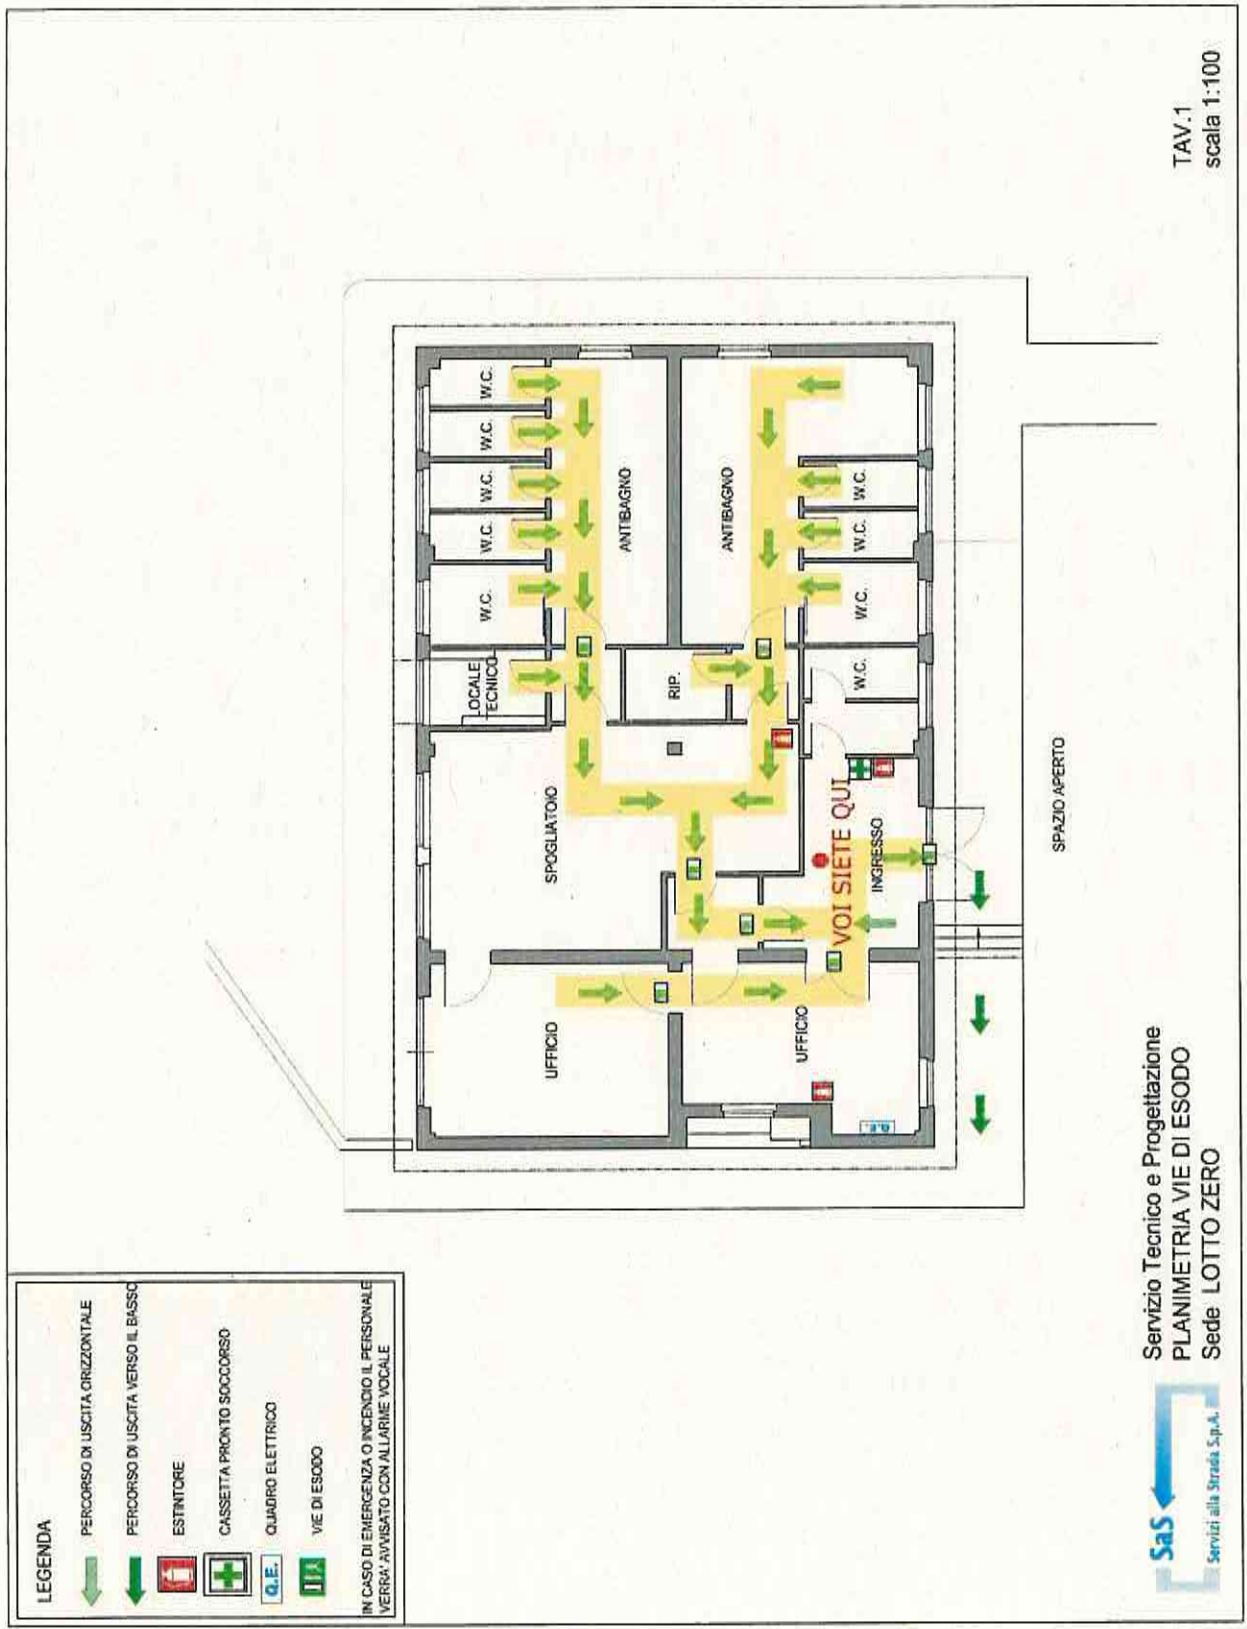 LEGENDA
PERCORSO DI USCITA ORIZZONTALE
PERCORSO DI USCITA VERSO IL BASSO
ESTINTORE
CASSETTA PRONTO SOCCORSO
Q.E.
QUADRO ELETTRICO
VIE DI ESODO
IN CASO DI EMERGENZA O INCENDIO IL PERSONALE
VERRA' AVVISATO CON ALLARME VOCALE
LOCALE
TECNICO
W.C.
W.C.
W.C.
W.C.
W.C.
UFFICIO
SPOGLIATOIO
ANTIBAGNO
RIP.
ANTIBAGNO
UFFICIO
VOI SIETE QUI
INGRESSO
W.C.
W.C.
W.C.
W.C.
Q.E.
SPAZIO APERTO
SaS
Servizi alla Strada S.p.A.
Servizio Tecnico e Progettazione
PLANIMETRIA VIE DI ESODO
Sede LOTTO ZERO
TAV.1
scala 1:100